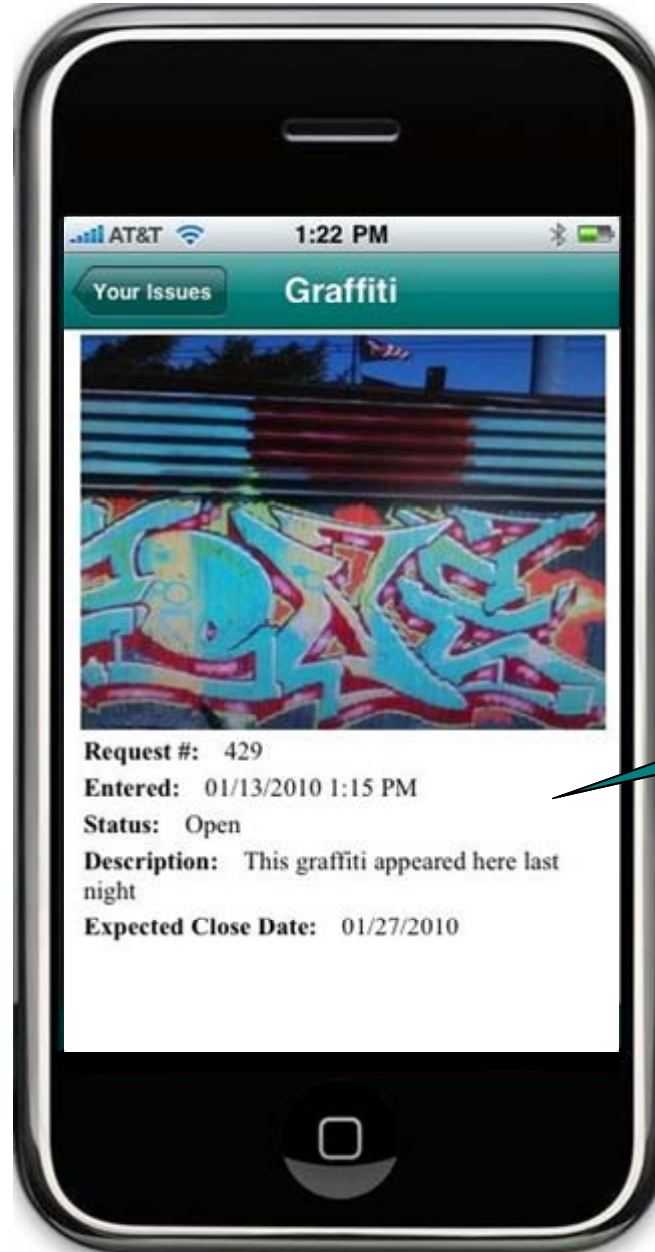 AT&T 1:22 PM
Your Issues Graffiti
ONE
Request #: 429
Entered: 01/13/2010 1:15 PM
Status: Open
Description: This graffiti appeared here last
night
Expected Close Date: 01/27/2010